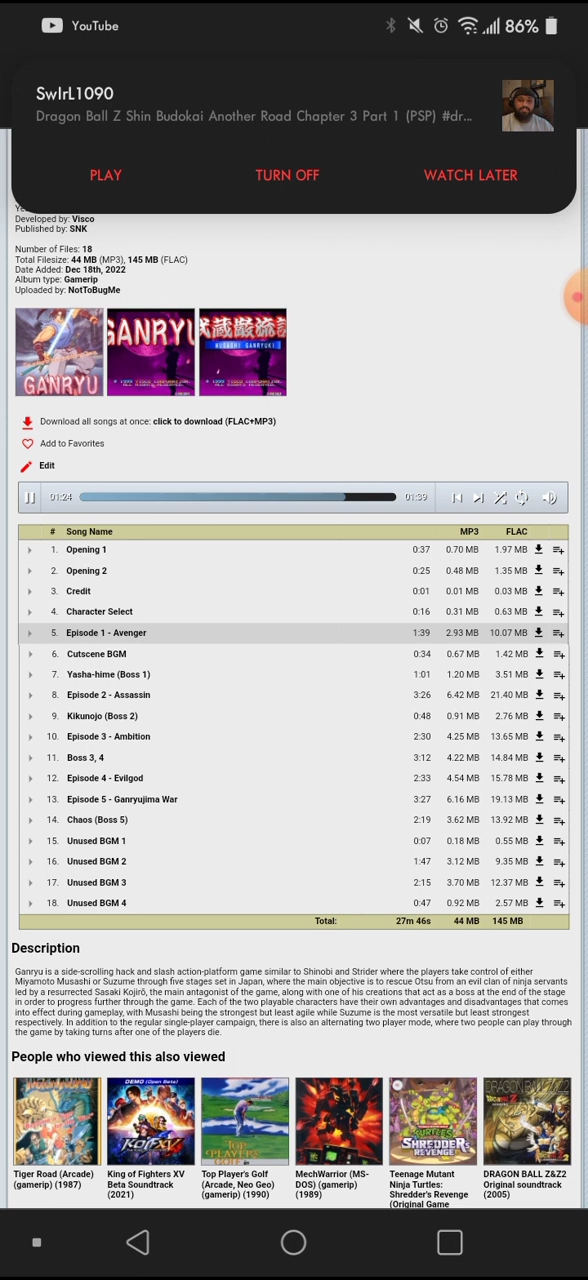 YouTube
86%
SwIrL1090
Dragon Ball Z Shin Budokai Another Road Chapter 3 Part 1 (PSP) #dr...
PLAY TURN OFF WATCH LATER
Developed by: Visco
Published by: SNK
Number of Files: 18
Total Filesize: 44 MB (MP3), 145 MB (FLAC)
Date Added: Dec 18th, 2022
Album type: Gamerip
Uploaded by: NotToBugMe
GANRYU
GANRYU
武蔵巌流記
MUSASHI GANRYUKI
Download all songs at once: click to download (FLAC+MP3)
Add to Favorites
Edit
01:24 01:39
# Song Name MP3 FLAC
1. Opening 1 0:37 0.70 MB 1.97 MB
2. Opening 2 0:25 0.48 MB 1.35 MB
3. Credit 0:01 0.01 MB 0.03 MB
4. Character Select 0:16 0.31 MB 0.63 MB
5. Episode 1 - Avenger 1:39 2.93 MB 10.07 MB
6. Cutscene BGM 0:34 0.67 MB 1.42 MB
7. Yasha-hime (Boss 1) 1:01 1.20 MB 3.51 MB
8. Episode 2 - Assassin 3:26 6.42 MB 21.40 MB
9. Kikunojo (Boss 2) 0:48 0.91 MB 2.76 MB
10. Episode 3 - Ambition 2:30 4.25 MB 13.65 MB
11. Boss 3, 4 3:12 4.22 MB 14.84 MB
12. Episode 4 - Evilgod 2:33 4.54 MB 15.78 MB
13. Episode 5 - Ganryujima War 3:27 6.16 MB 19.13 MB
14. Chaos (Boss 5) 2:19 3.62 MB 13.92 MB
15. Unused BGM 1 0:07 0.18 MB 0.55 MB
16. Unused BGM 2 1:47 3.12 MB 9.35 MB
17. Unused BGM 3 2:15 3.70 MB 12.37 MB
18. Unused BGM 4 0:47 0.92 MB 2.57 MB
Total: 27m 46s 44 MB 145 MB
Description
Ganryu is a side-scrolling hack and slash action-platform game similar to Shinobi and Strider where the players take control of either
Miyamoto Musashi or Suzume through five stages set in Japan, where the main objective is to rescue Otsu from an evil clan of ninja servants
led by a resurrected Sasaki Kojirō, the main antagonist of the game, along with one of his creations that act as a boss at the end of the stage
in order to progress further through the game. Each of the two playable characters have their own advantages and disadvantages that comes
into effect during gameplay, with Musashi being the strongest but least agile while Suzume is the most versatile but least strongest
respectively. In addition to the regular single-player campaign, there is also an alternating two player mode, where two people can play through
the game by taking turns after one of the players die.
People who viewed this also viewed
DEMO (Open Beta)
KOFXV
TOP PLAYER'S GOLF
TURTLES
SHREDDER'S REVENGE
DRAGON BALL Z&Z2
Tiger Road (Arcade) (gamerip) (1987)
King of Fighters XV Beta Soundtrack (2021)
Top Player's Golf (Arcade, Neo Geo) (gamerip) (1990)
MechWarrior (MS-DOS) (gamerip) (1989)
Teenage Mutant Ninja Turtles: Shredder's Revenge (Original Game
DRAGON BALL Z&Z2 Original soundtrack (2005)